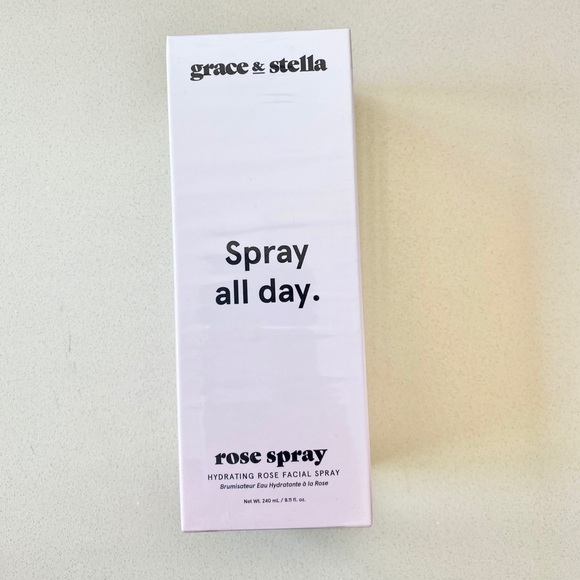 grace & stella
Spray
all day.
rose spray
HYDRATING ROSE FACIAL SPRAY
Brumisateur Eau Hydratante à la Rose
Net Wt. 240 mL / 8.11 fl. oz.